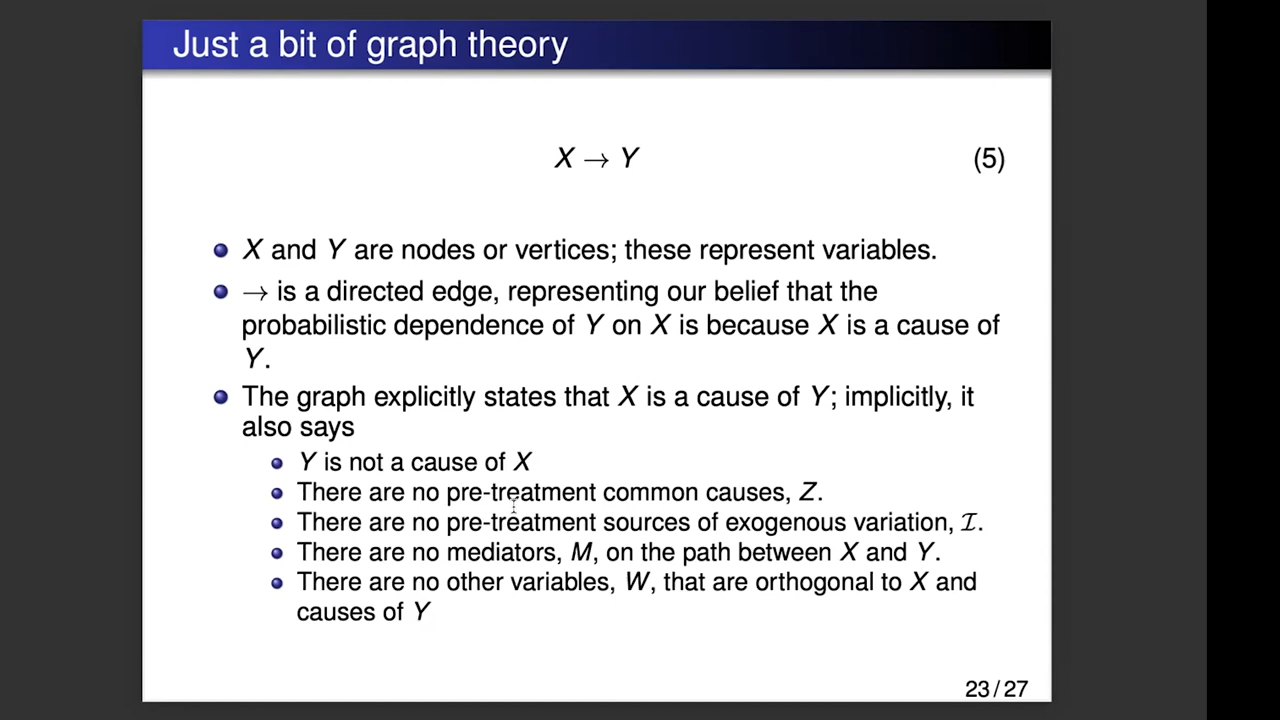 Just a bit of graph theory
X → Y (5)
X and Y are nodes or vertices; these represent variables.
→ is a directed edge, representing our belief that the
probabilistic dependence of Y on X is because X is a cause of
Y.
The graph explicitly states that X is a cause of Y; implicitly, it
also says
Y is not a cause of X
There are no pre-treatment common causes, Z.
There are no pre-treatment sources of exogenous variation, ℐ.
There are no mediators, M, on the path between X and Y.
There are no other variables, W, that are orthogonal to X and
causes of Y
23 / 27